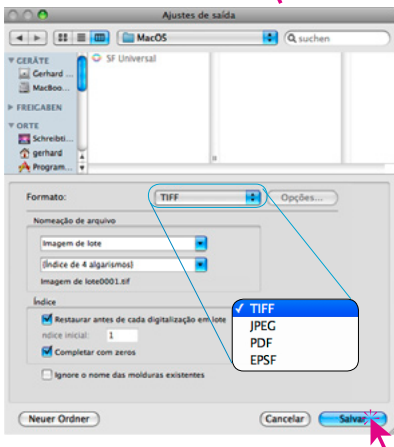 Ajustes de saída
MacOS
suchen
GERÄTE
Gerhard ...
MacBoo...
FREIGABEN
ORTE
Schreibti...
gerhard
Program...
SF Universal
Formato:
TIFF
Opções...
Nomeação de arquivo
Imagem de lote
(Índice de 4 algarismos)
Imagem de lote0001.tif
Índice
Restaurar antes de cada digitalização em lote
ndice inicial: 1
Completar com zeros
Ignore o nome das molduras existentes
✓ TIFF
JPEG
PDF
EPSF
Neuer Ordner
Cancelar
Salvar